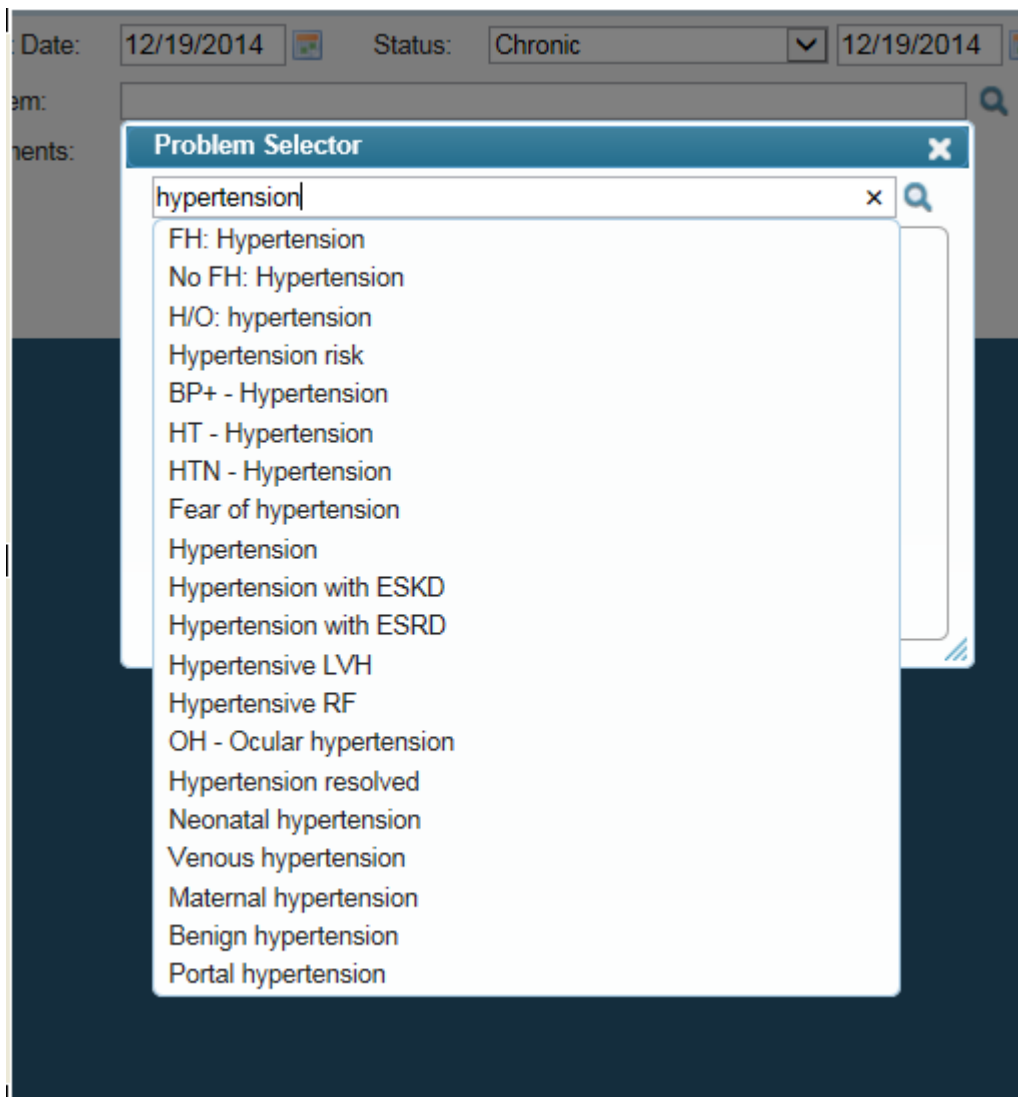 Date: 12/19/2014 Status: Chronic 12/19/2014
em:
nents:
Problem Selector
hypertension
FH: Hypertension
No FH: Hypertension
H/O: hypertension
Hypertension risk
BP+ - Hypertension
HT - Hypertension
HTN - Hypertension
Fear of hypertension
Hypertension
Hypertension with ESKD
Hypertension with ESRD
Hypertensive LVH
Hypertensive RF
OH - Ocular hypertension
Hypertension resolved
Neonatal hypertension
Venous hypertension
Maternal hypertension
Benign hypertension
Portal hypertension